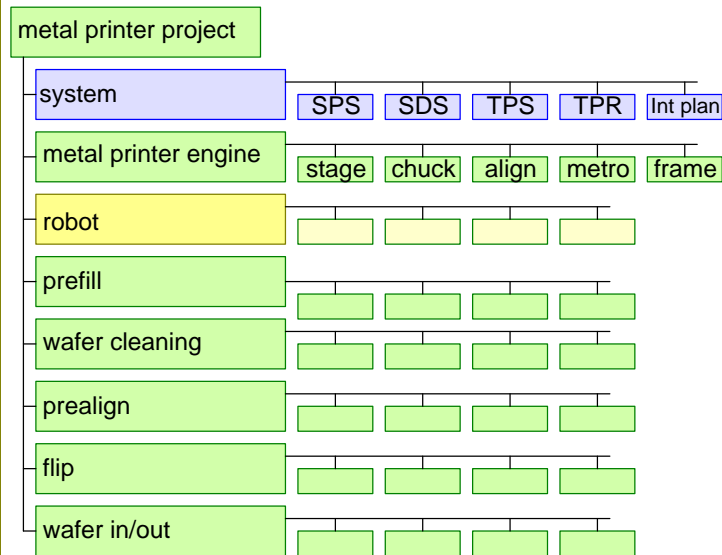 metal printer project
system
SPS SDS TPS TPR Int plan
metal printer engine
stage chuck align metro frame
robot
prefill
wafer cleaning
prealign
flip
wafer in/out